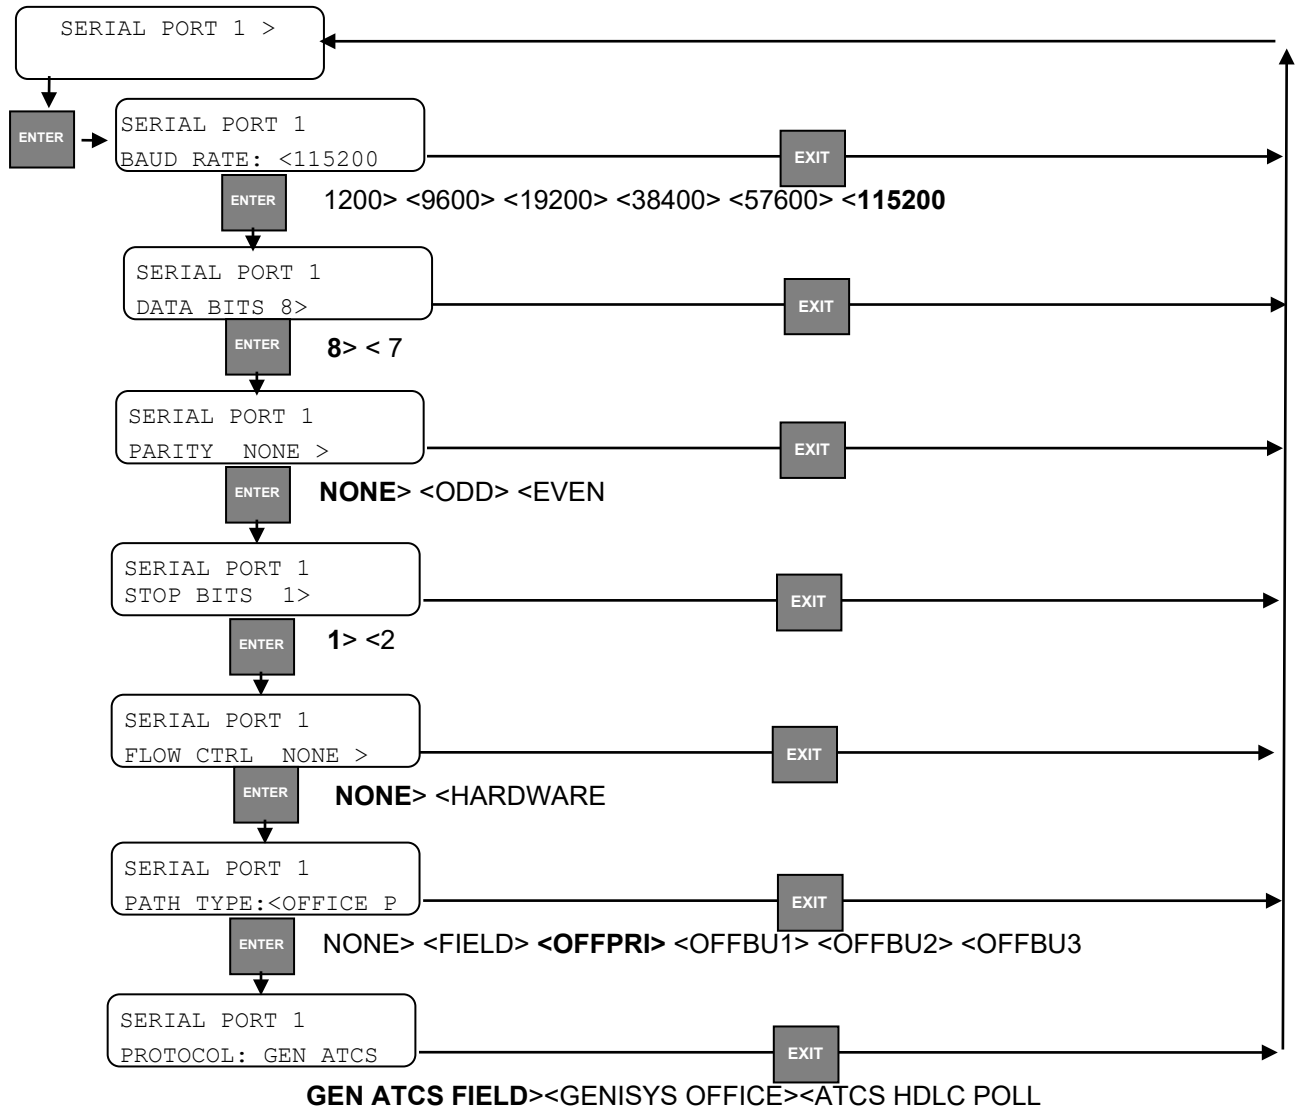 SERIAL PORT 1 >
ENTER
SERIAL PORT 1
BAUD RATE: <115200
EXIT
ENTER
1200> <9600> <19200> <38400> <57600> <115200
SERIAL PORT 1
DATA BITS 8>
EXIT
ENTER
8> < 7
SERIAL PORT 1
PARITY NONE >
EXIT
ENTER
NONE> <ODD> <EVEN
SERIAL PORT 1
STOP BITS 1>
EXIT
ENTER
1> <2
SERIAL PORT 1
FLOW CTRL NONE >
EXIT
ENTER
NONE> <HARDWARE
SERIAL PORT 1
PATH TYPE:<OFFICE P
EXIT
ENTER
NONE> <FIELD> <OFFPRI> <OFFBU1> <OFFBU2> <OFFBU3
SERIAL PORT 1
PROTOCOL: GEN ATCS
EXIT
GEN ATCS FIELD><GENISYS OFFICE><ATCS HDLC POLL